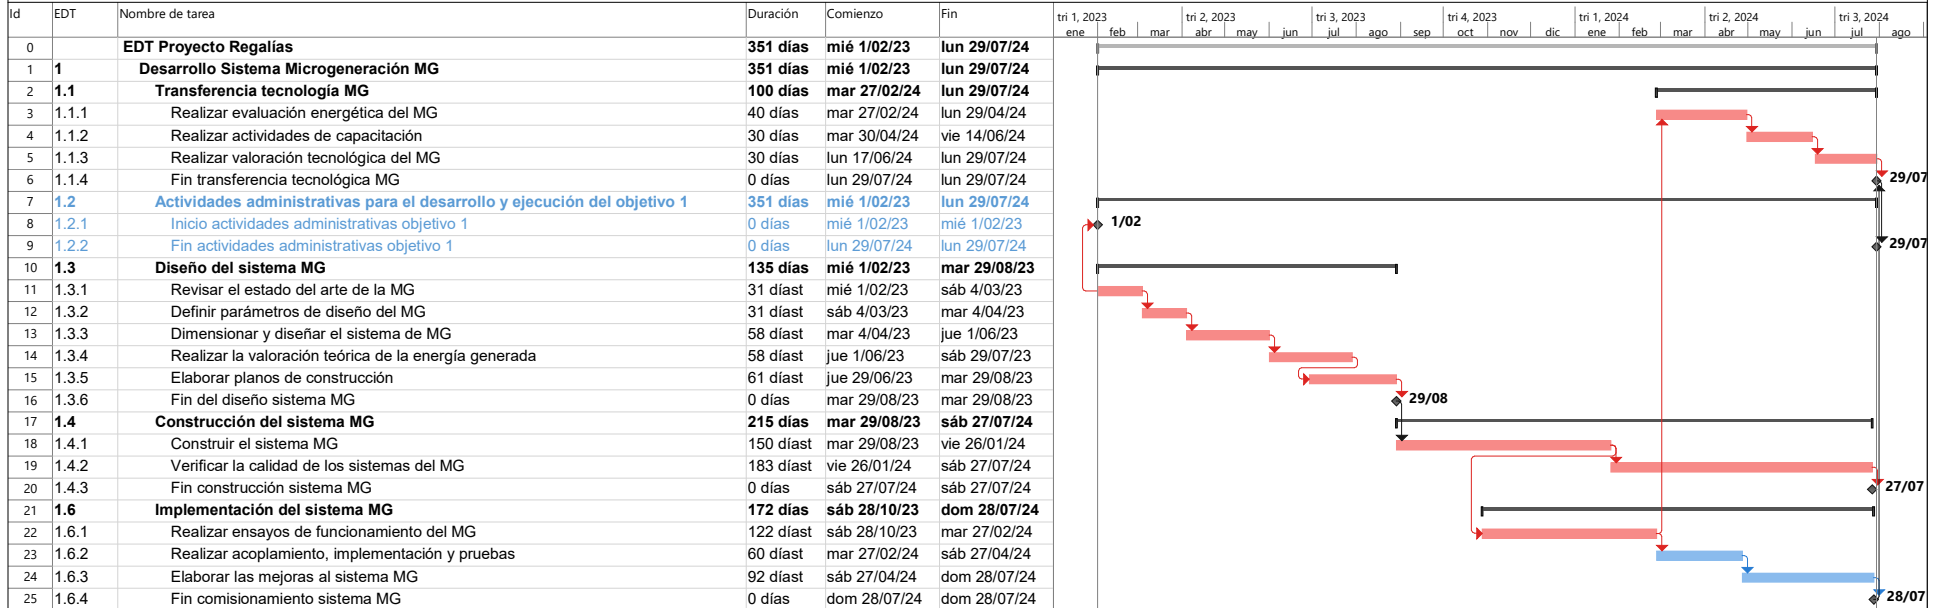 Id EDT Nombre de tarea Duración Comienzo Fin tri 1, 2023 tri 2, 2023 tri 3, 2023 tri 4, 2023 tri 1, 2024 tri 2, 2024 tri 3, 2024
ene feb mar abr may jun jul ago sep oct nov dic ene feb mar abr may jun jul ago
0 EDT Proyecto Regalías 351 días mié 1/02/23 lun 29/07/24
1 1 Desarrollo Sistema Microgeneración MG 351 días mié 1/02/23 lun 29/07/24
2 1.1 Transferencia tecnología MG 100 días mar 27/02/24 lun 29/07/24
3 1.1.1 Realizar evaluación energética del MG 40 días mar 27/02/24 lun 29/04/24
4 1.1.2 Realizar actividades de capacitación 30 días mar 30/04/24 vie 14/06/24
5 1.1.3 Realizar valoración tecnológica del MG 30 días lun 17/06/24 lun 29/07/24
6 1.1.4 Fin transferencia tecnológica MG 0 días lun 29/07/24 lun 29/07/24 29/07
7 1.2 Actividades administrativas para el desarrollo y ejecución del objetivo 1 351 días mié 1/02/23 lun 29/07/24
8 1.2.1 Inicio actividades administrativas objetivo 1 0 días mié 1/02/23 mié 1/02/23 1/02
9 1.2.2 Fin actividades administrativas objetivo 1 0 días lun 29/07/24 lun 29/07/24 29/07
10 1.3 Diseño del sistema MG 135 días mié 1/02/23 mar 29/08/23
11 1.3.1 Revisar el estado del arte de la MG 31 díast mié 1/02/23 sáb 4/03/23
12 1.3.2 Definir parámetros de diseño del MG 31 díast sáb 4/03/23 mar 4/04/23
13 1.3.3 Dimensionar y diseñar el sistema de MG 58 díast mar 4/04/23 jue 1/06/23
14 1.3.4 Realizar la valoración teórica de la energía generada 58 díast jue 1/06/23 sáb 29/07/23
15 1.3.5 Elaborar planos de construcción 61 díast jue 29/06/23 mar 29/08/23
16 1.3.6 Fin del diseño sistema MG 0 días mar 29/08/23 mar 29/08/23 29/08
17 1.4 Construcción del sistema MG 215 días mar 29/08/23 sáb 27/07/24
18 1.4.1 Construir el sistema MG 150 díast mar 29/08/23 vie 26/01/24
19 1.4.2 Verificar la calidad de los sistemas del MG 183 díast vie 26/01/24 sáb 27/07/24
20 1.4.3 Fin construcción sistema MG 0 días sáb 27/07/24 sáb 27/07/24 27/07
21 1.6 Implementación del sistema MG 172 días sáb 28/10/23 dom 28/07/24
22 1.6.1 Realizar ensayos de funcionamiento del MG 122 díast sáb 28/10/23 mar 27/02/24
23 1.6.2 Realizar acoplamiento, implementación y pruebas 60 díast mar 27/02/24 sáb 27/04/24
24 1.6.3 Elaborar las mejoras al sistema MG 92 díast sáb 27/04/24 dom 28/07/24
25 1.6.4 Fin comisionamiento sistema MG 0 días dom 28/07/24 dom 28/07/24 28/07